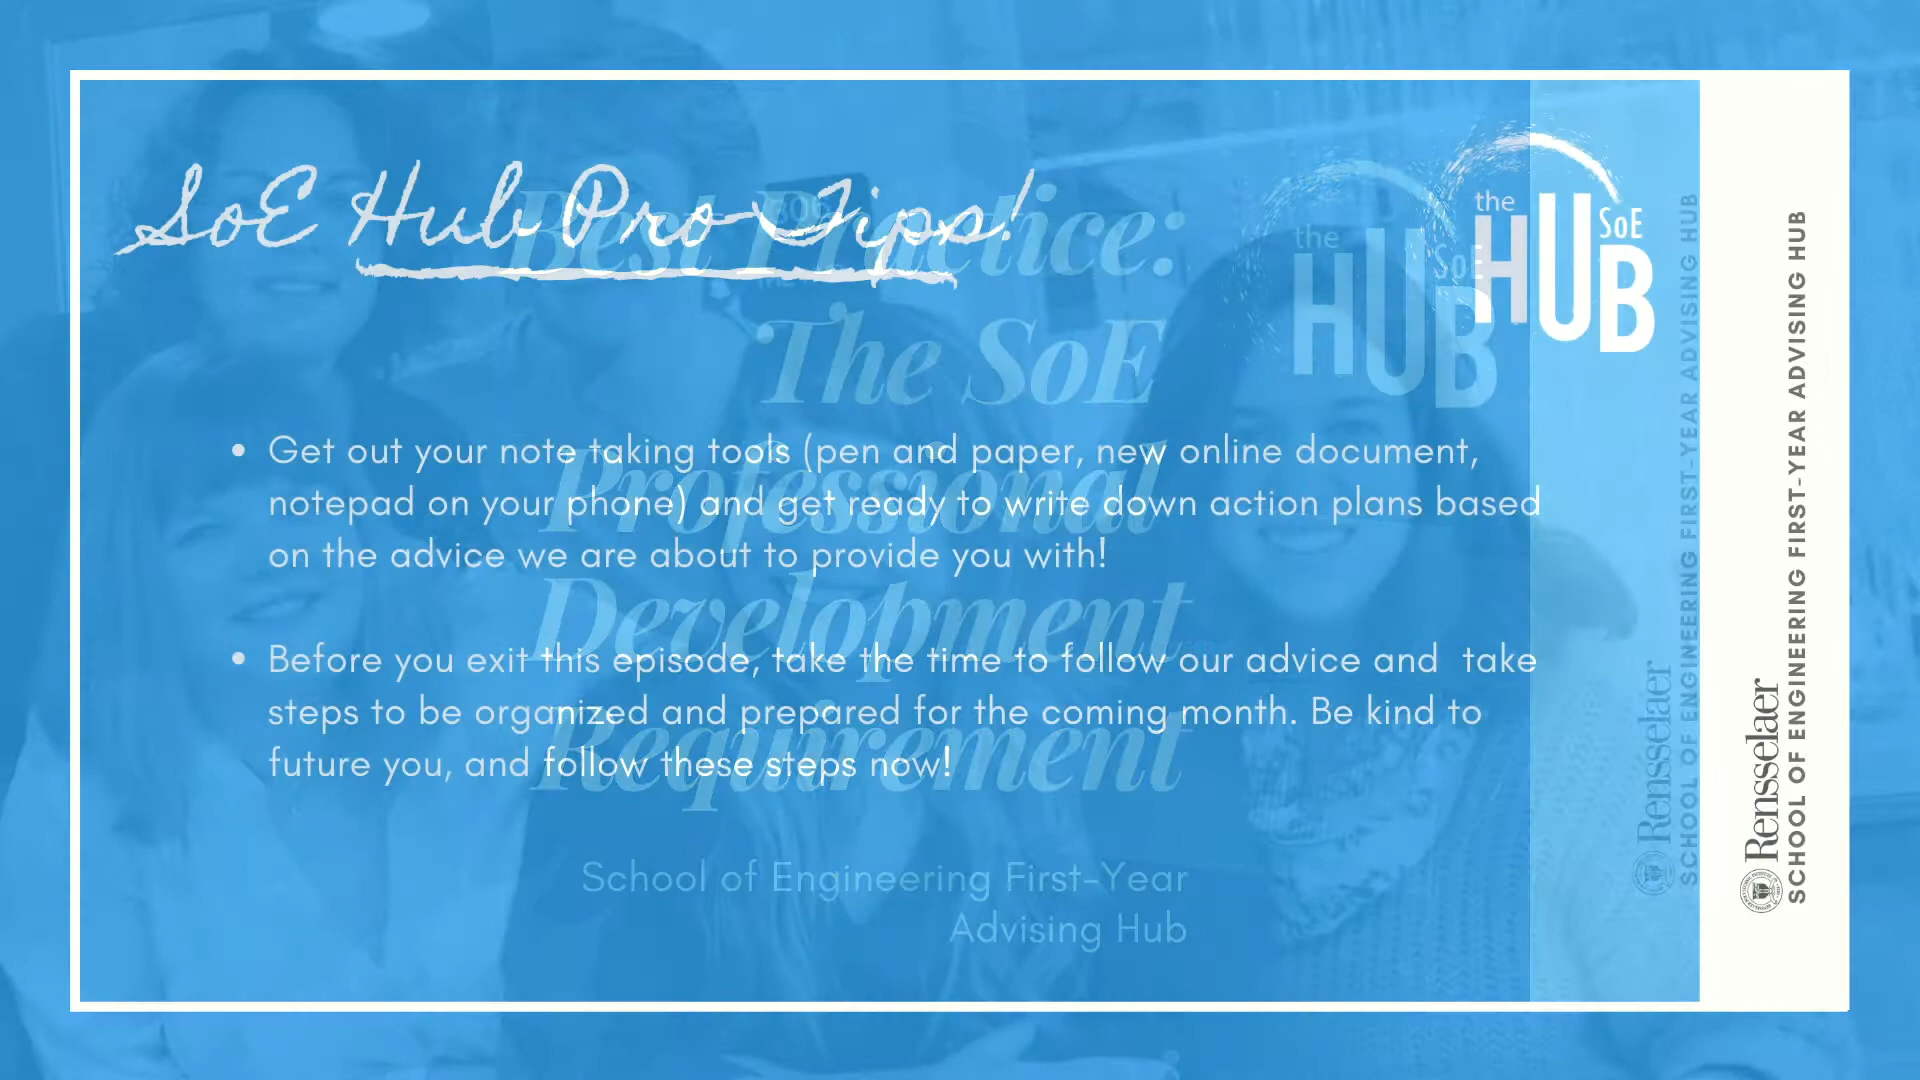 SoE Hub Pro Tips!
Best Practice:
The SoE
Professional
Development
Requirement
School of Engineering First-Year
Advising Hub
the
HUB
SoE
the
HUB
SoE
Get out your note taking tools (pen and paper, new online document,
notepad on your phone) and get ready to write down action plans based
on the advice we are about to provide you with!
Before you exit this episode, take the time to follow our advice and take
steps to be organized and prepared for the coming month. Be kind to
future you, and follow these steps now!
Rensselaer
SCHOOL OF ENGINEERING FIRST-YEAR ADVISING HUB
Rensselaer
SCHOOL OF ENGINEERING FIRST-YEAR ADVISING HUB